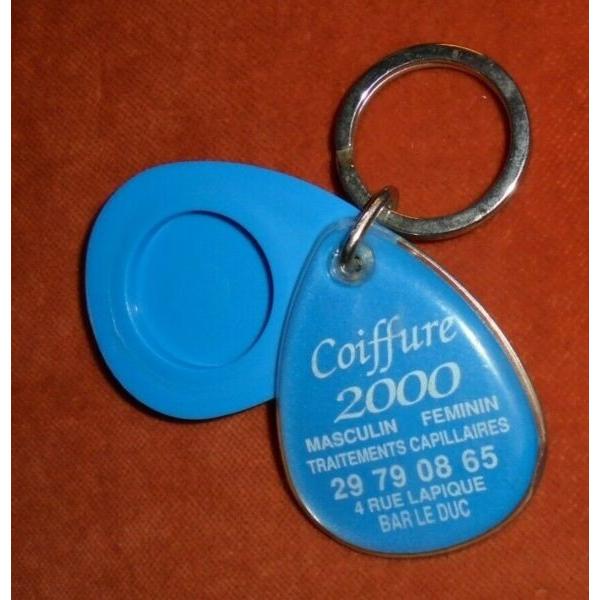 Coiffure
2000
MASCULIN FEMININ
TRAITEMENTS CAPILLAIRES
29 79 08 65
4 RUE LAPIQUE
BAR LE DUC